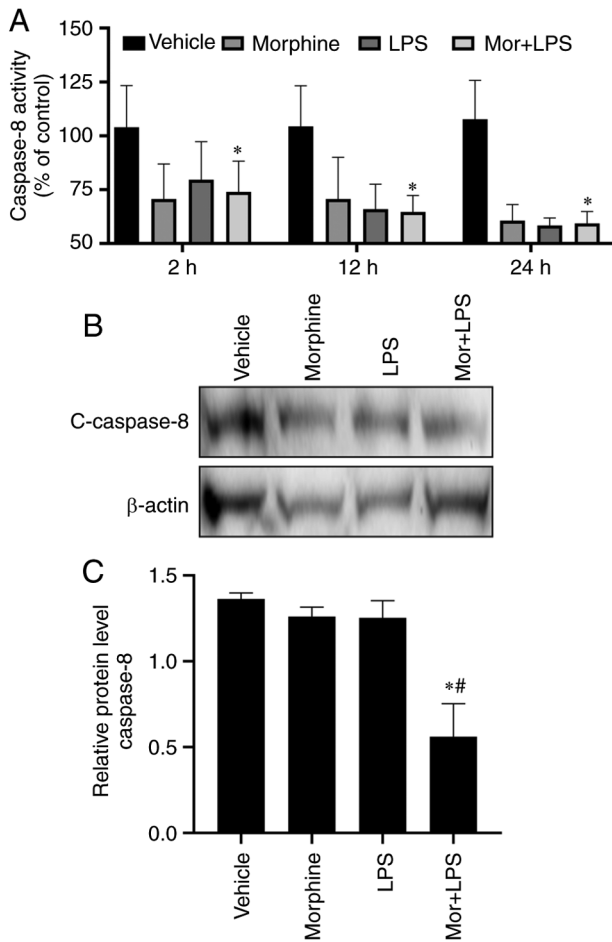 A
Vehicle Morphine LPS Mor+LPS
Caspase-8 activity
(% of control)
150
125
100
75
50
* * *
2 h 12 h 24 h
B
Vehicle Morphine LPS Mor+LPS
C-caspase-8
β-actin
C
Relative protein level
caspase-8
1.5
1.0
0.5
0.0
*#
Vehicle Morphine LPS Mor+LPS